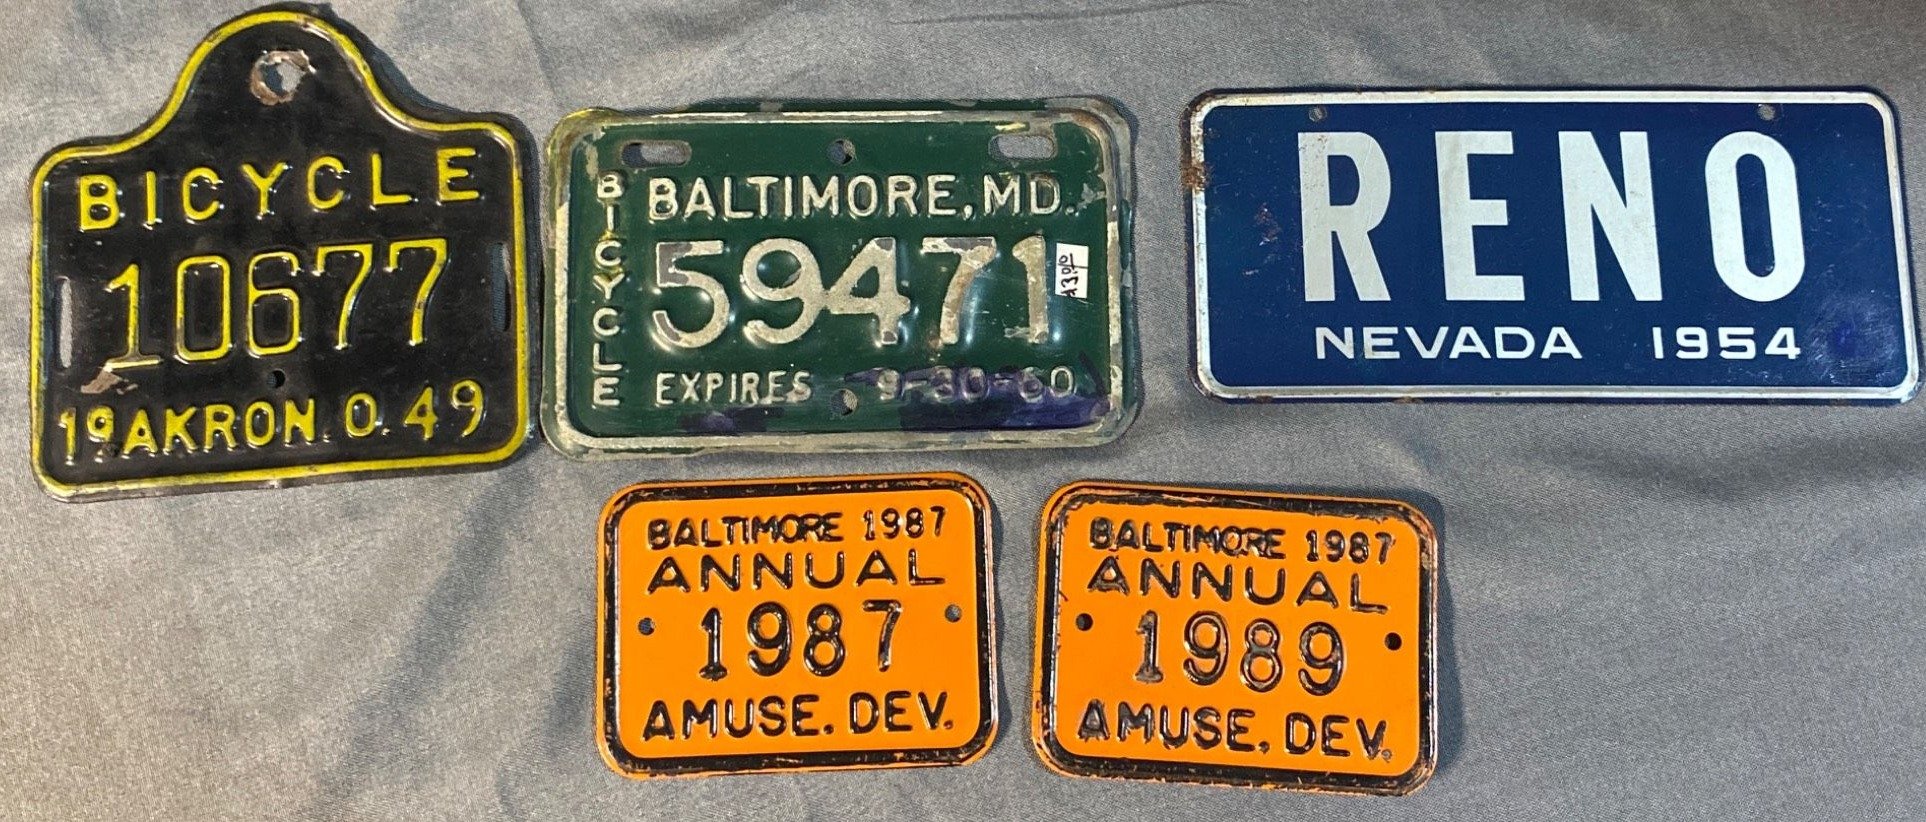 BICYCLE
10677
19 AKRON.O.49
BICYCLE
BALTIMORE, MD.
59471
EXPIRES 9-30-60
RENO
NEVADA 1954
BALTIMORE 1987
ANNUAL
1987
AMUSE. DEV.
BALTIMORE 1987
ANNUAL
1989
AMUSE. DEV.